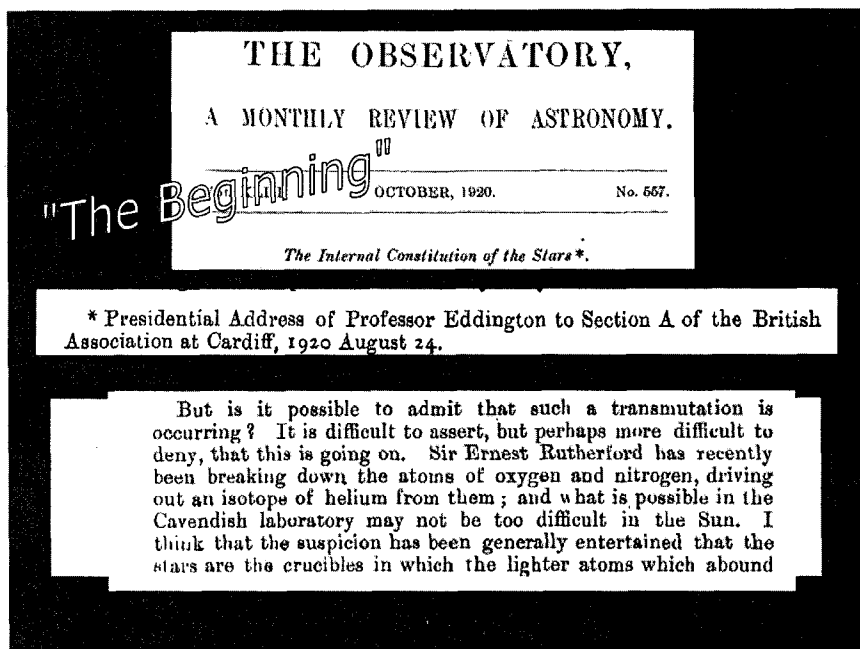 THE OBSERVATORY,
A MONTHLY REVIEW OF ASTRONOMY.
"The Beginning"
OCTOBER, 1920. No. 557.
The Internal Constitution of the Stars*.
* Presidential Address of Professor Eddington to Section A of the British
Association at Cardiff, 1920 August 24.
But is it possible to admit that such a transmutation is
occurring? It is difficult to assert, but perhaps more difficult to
deny, that this is going on. Sir Ernest Rutherford has recently
been breaking down the atoms of oxygen and nitrogen, driving
out an isotope of helium from them; and what is possible in the
Cavendish laboratory may not be too difficult in the Sun. I
think that the suspicion has been generally entertained that the
stars are the crucibles in which the lighter atoms which abound